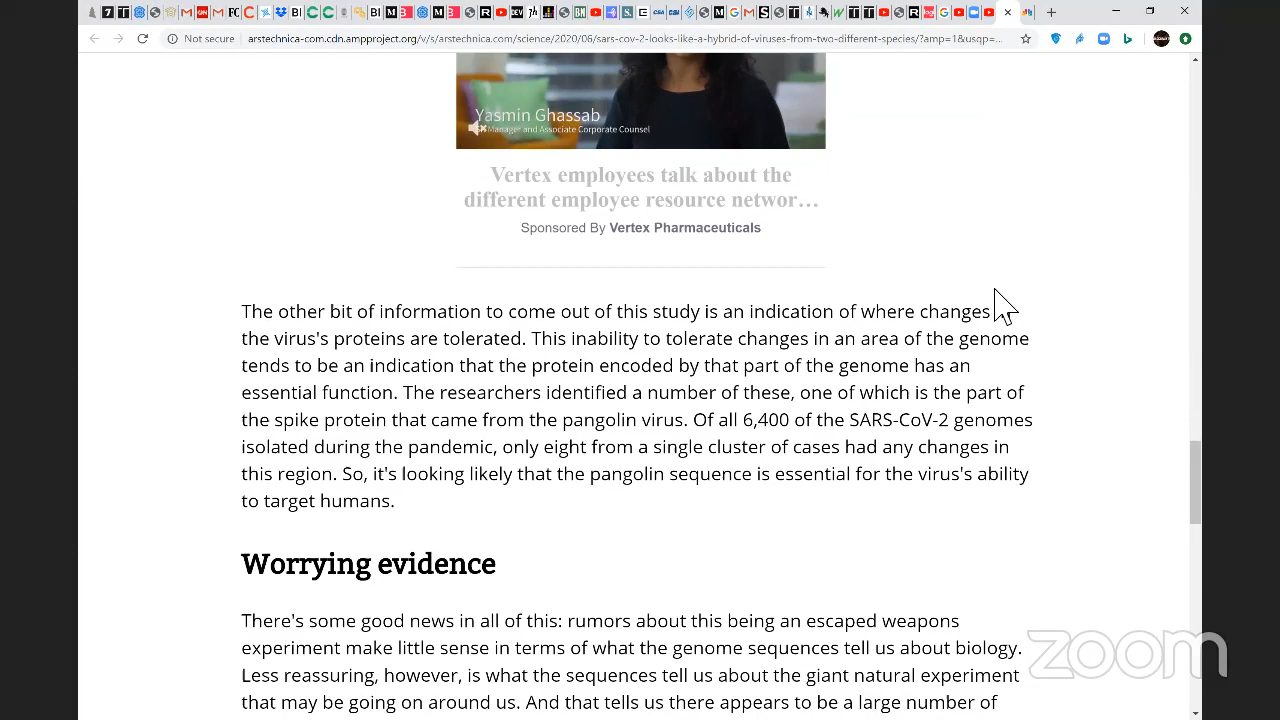 Not secure
arstechnica-com.cdn.ampproject.org/v/s/arstechnica.com/science/2020/06/sars-cov-2-looks-like-a-hybrid-of-viruses-from-two-different-species/?amp=1&usqp=...
Yasmin Ghassab
Manager and Associate Corporate Counsel
Vertex employees talk about the
different employee resource networ…
Sponsored By Vertex Pharmaceuticals
The other bit of information to come out of this study is an indication of where changes
the virus's proteins are tolerated. This inability to tolerate changes in an area of the genome
tends to be an indication that the protein encoded by that part of the genome has an
essential function. The researchers identified a number of these, one of which is the part of
the spike protein that came from the pangolin virus. Of all 6,400 of the SARS-CoV-2 genomes
isolated during the pandemic, only eight from a single cluster of cases had any changes in
this region. So, it's looking likely that the pangolin sequence is essential for the virus's ability
to target humans.
Worrying evidence
There's some good news in all of this: rumors about this being an escaped weapons
experiment make little sense in terms of what the genome sequences tell us about biology.
Less reassuring, however, is what the sequences tell us about the giant natural experiment
that may be going on around us. And that tells us there appears to be a large number of
zoom